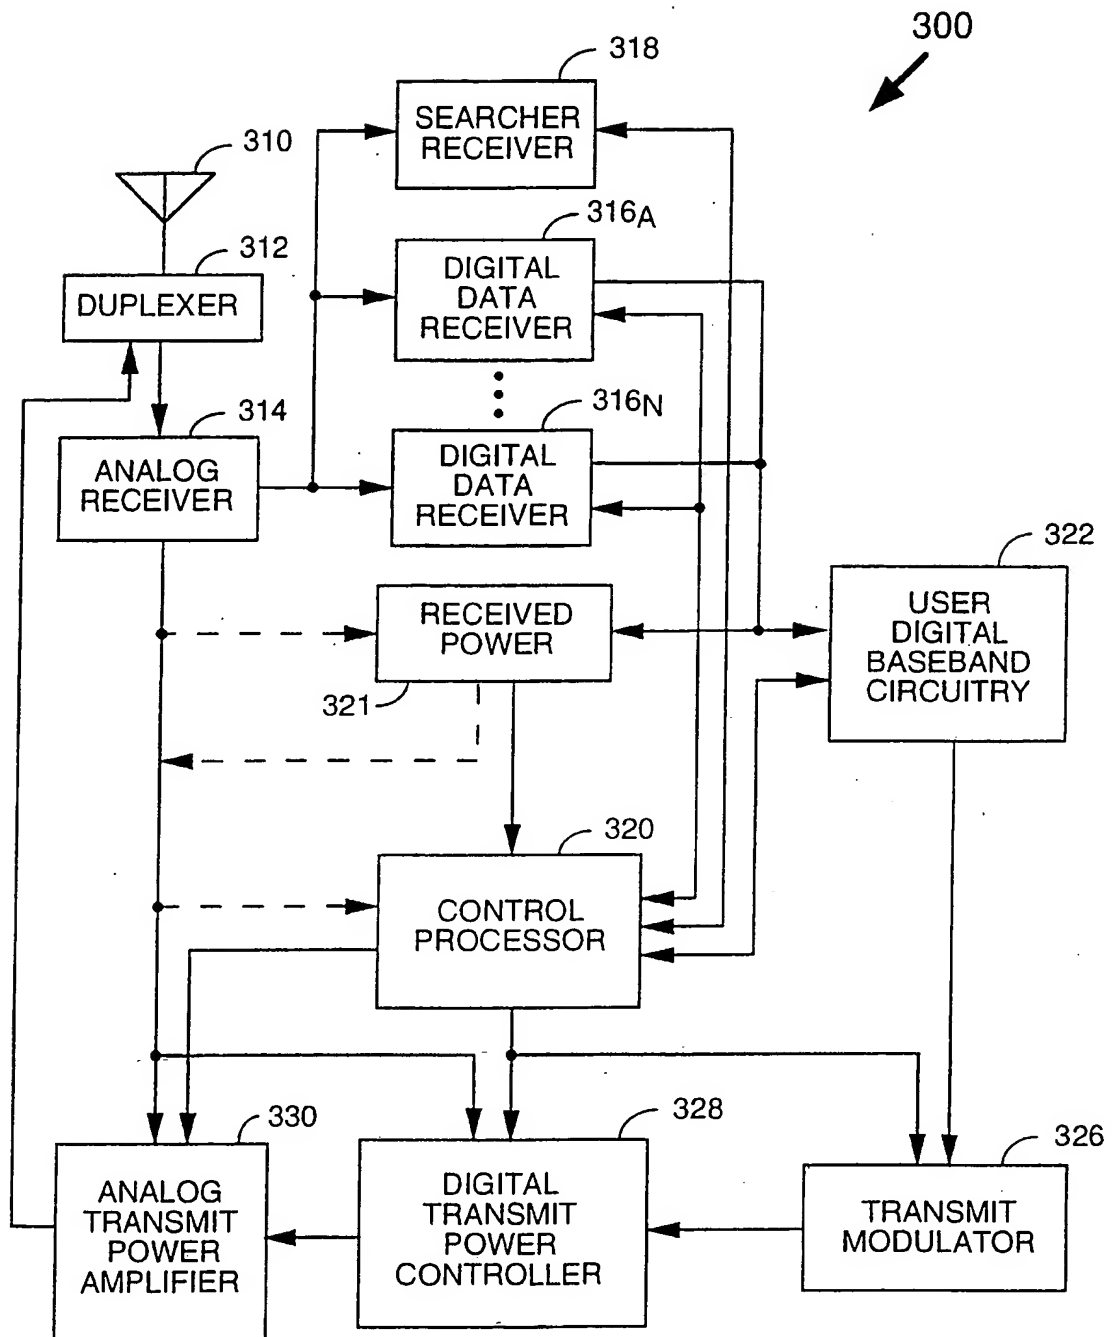 300
318
SEARCHER
RECEIVER
310
316A
312
DIGITAL
DATA
RECEIVER
DUPLEXER
316N
314
DIGITAL
DATA
RECEIVER
ANALOG
RECEIVER
322
USER
DIGITAL
BASEBAND
CIRCUITRY
RECEIVED
POWER
321
320
CONTROL
PROCESSOR
330
328
326
ANALOG
TRANSMIT
POWER
AMPLIFIER
DIGITAL
TRANSMIT
POWER
CONTROLLER
TRANSMIT
MODULATOR